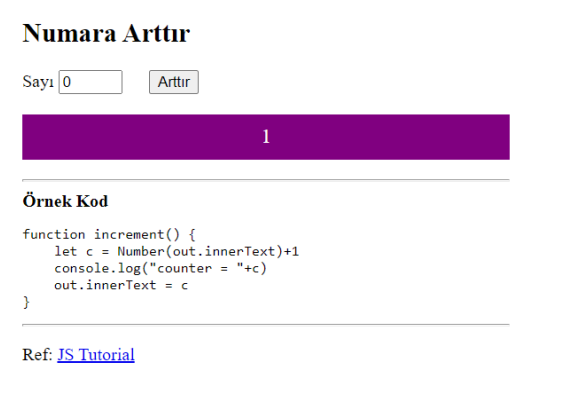 Numara Arttır
Sayı 0 Arttır
1
Örnek Kod
function increment() {
    let c = Number(out.innerText)+1
    console.log("counter = "+c)
    out.innerText = c
}
Ref: JS Tutorial